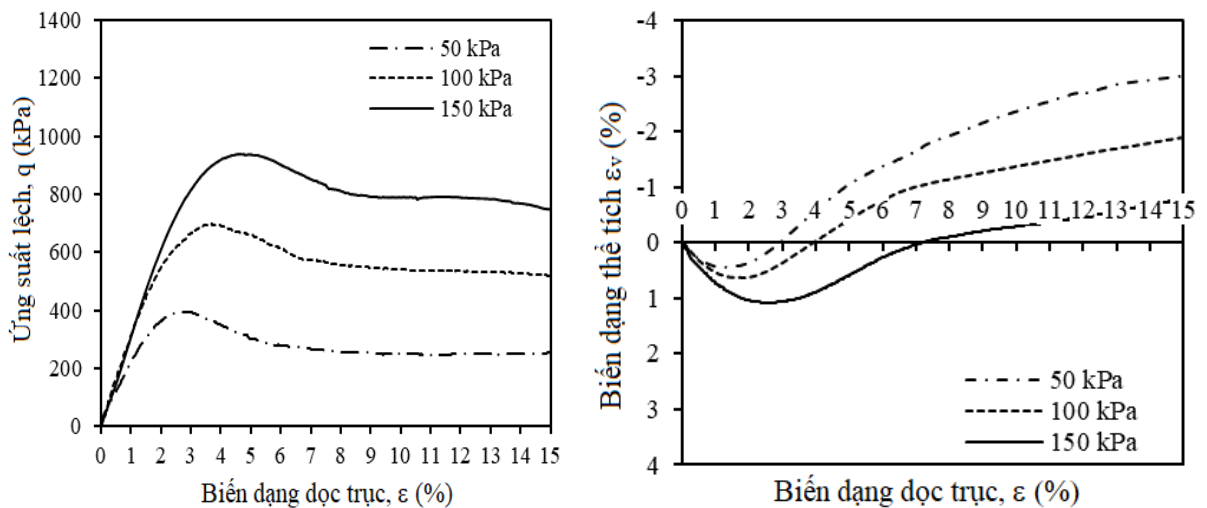 Ứng suất lệch, q (kPa)
1400
1200
1000
800
600
400
200
0
50 kPa
100 kPa
150 kPa
0 1 2 3 4 5 6 7 8 9 10 11 12 13 14 15
Biến dạng dọc trục, ε (%)
Biến dạng thể tích εv (%)
-4
-3
-2
-1
0
1
2
3
4
0 1 2 3 4 5 6 7 8 9 10 11 12 13 14 15
50 kPa
100 kPa
150 kPa
Biến dạng dọc trục, ε (%)